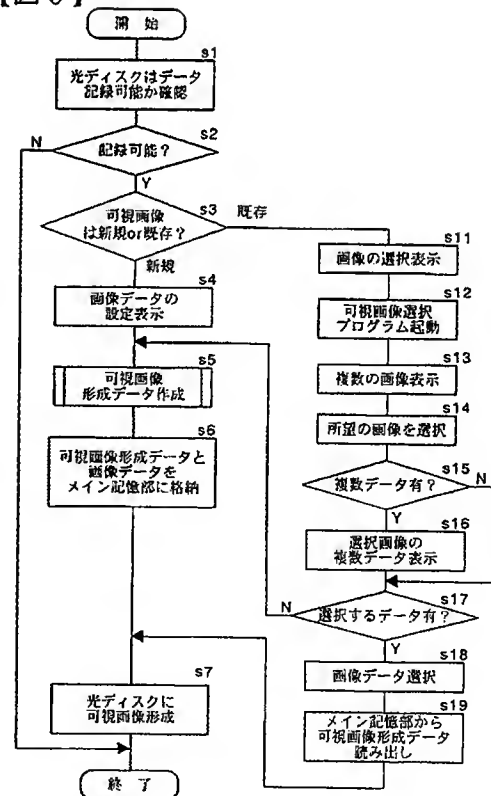 開 始
s1
光ディスクはデータ
記録可能か確認
s2
N
記録可能？
Y
s3
可視画像
は新規or既存？
既存
新規
s4
画像データの
設定表示
s5
可視画像
形成データ作成
s6
可視画像形成データと
画像データを
メイン記憶部に格納
s7
光ディスクに
可視画像形成
終 了
s11
画像の選択表示
s12
可視画像選択
プログラム起動
s13
複数の画像表示
s14
所望の画像を選択
s15
複数データ有？
N
Y
s16
選択画像の
複数データ表示
s17
N
選択するデータ有？
Y
s18
画像データ選択
s19
メイン記憶部から
可視画像形成データ
読み出し